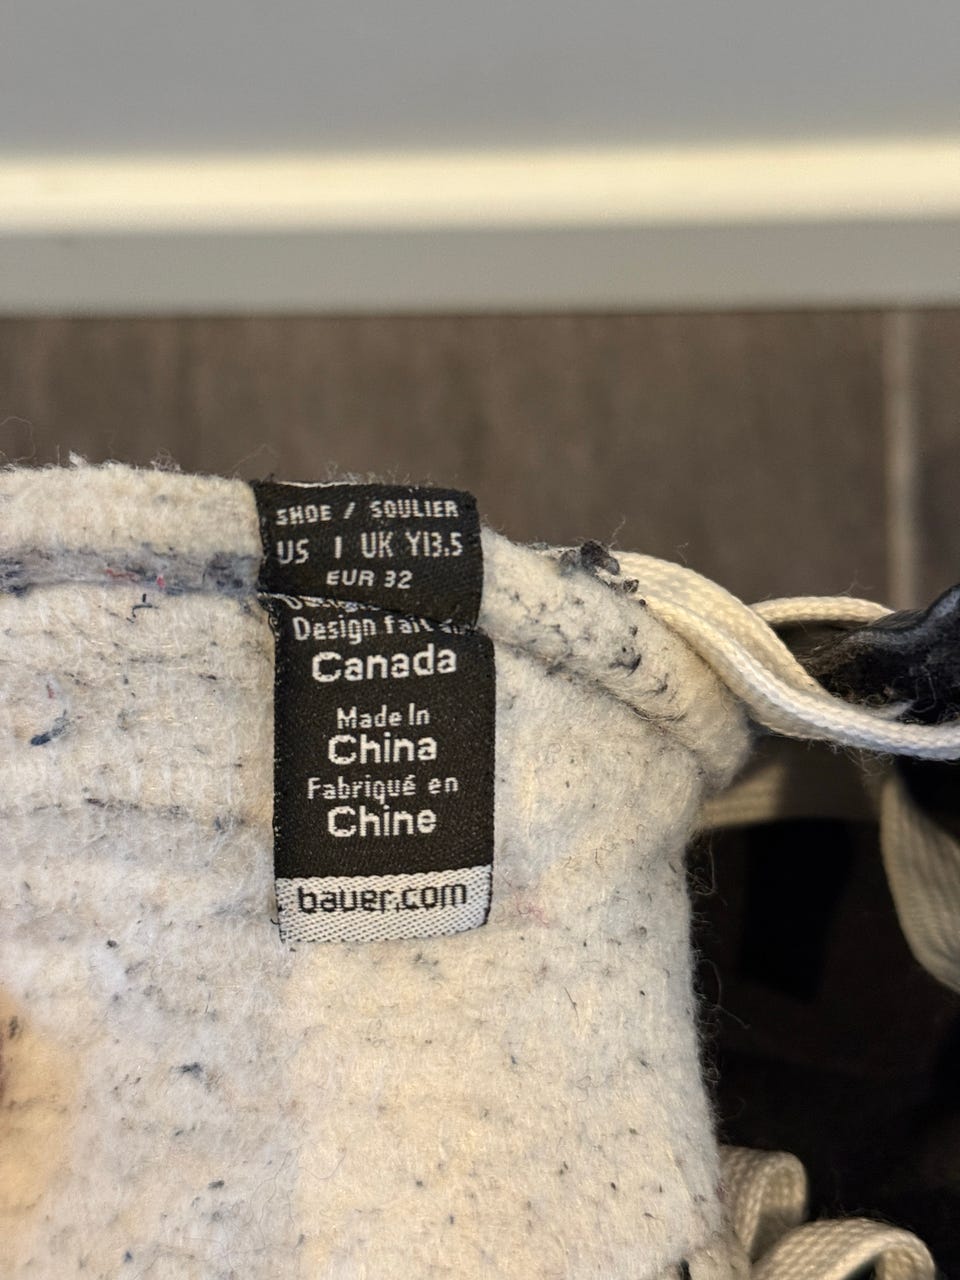 SHOE / SOULIER
US 1 UK Y13.5
EUR 32
Design fait en
Canada
Made In
China
Fabriqué en
Chine
bauer.com